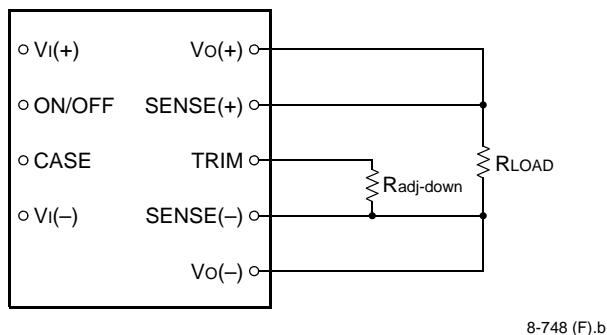 VI(+) VO(+)
ON/OFF SENSE(+)
CASE TRIM
RLOAD
Radj-down
VI(–) SENSE(–)
VO(–)
8-748 (F).b